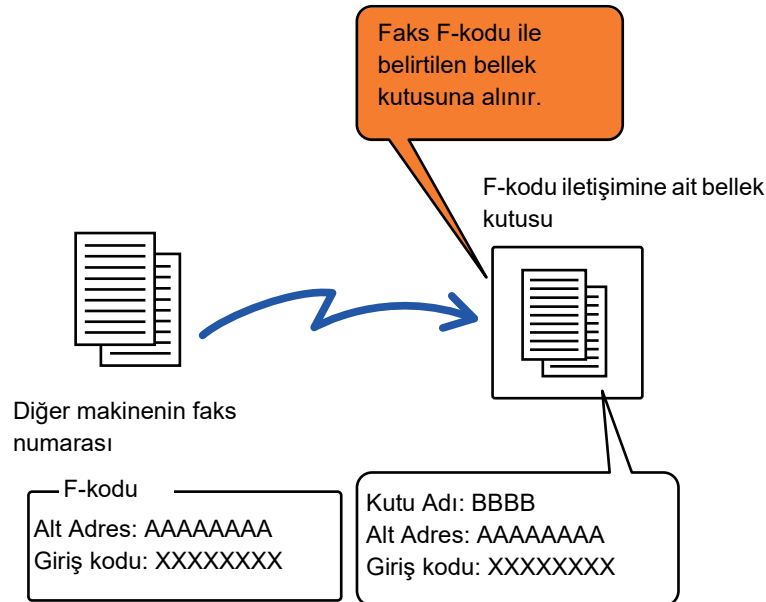 Faks F-kodu ile
belirtilen bellek
kutusuna alınır.
F-kodu iletişimine ait bellek
kutusu
Diğer makinenin faks
numarası
F-kodu
Alt Adres: AAAAAAAA
Giriş kodu: XXXXXXXX
Kutu Adı: BBBB
Alt Adres: AAAAAAAA
Giriş kodu: XXXXXXXX